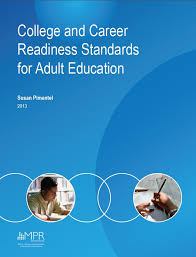 College and Career
Readiness Standards
for Adult Education
Susan Pimentel
2013
MPR